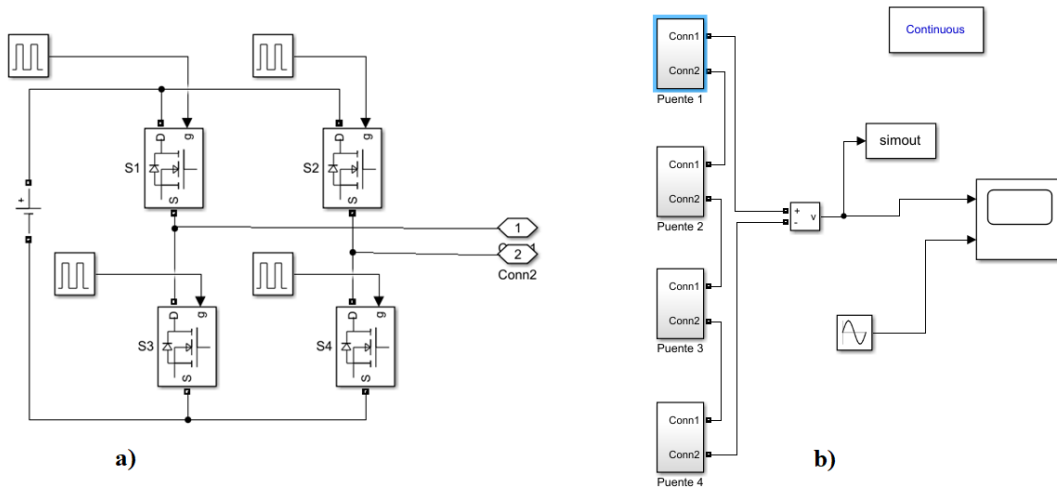 S1
D
g
S
S2
D
g
S
+
1
2
Conn2
S3
D
g
S
S4
D
g
S
a)
Continuous
Conn1
Conn2
Puente 1
Conn1
Conn2
Puente 2
Conn1
Conn2
Puente 3
Conn1
Conn2
Puente 4
+
-
v
simout
b)